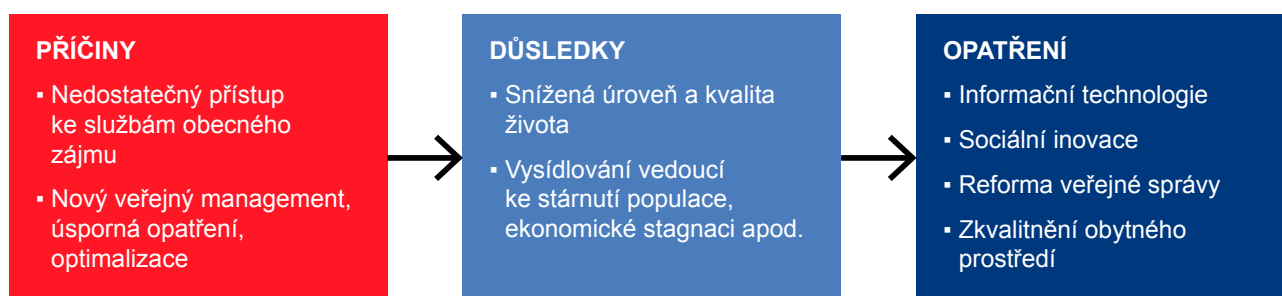 PŘÍČINY
▪ Nedostatečný přístup
ke službám obecného
zájmu
▪ Nový veřejný management,
úsporná opatření,
optimalizace
DŮSLEDKY
▪ Snížená úroveň a kvalita
života
▪ Vysídlování vedoucí
ke stárnutí populace,
ekonomické stagnaci apod.
OPATŘENÍ
▪ Informační technologie
▪ Sociální inovace
▪ Reforma veřejné správy
▪ Zkvalitnění obytného
prostředí